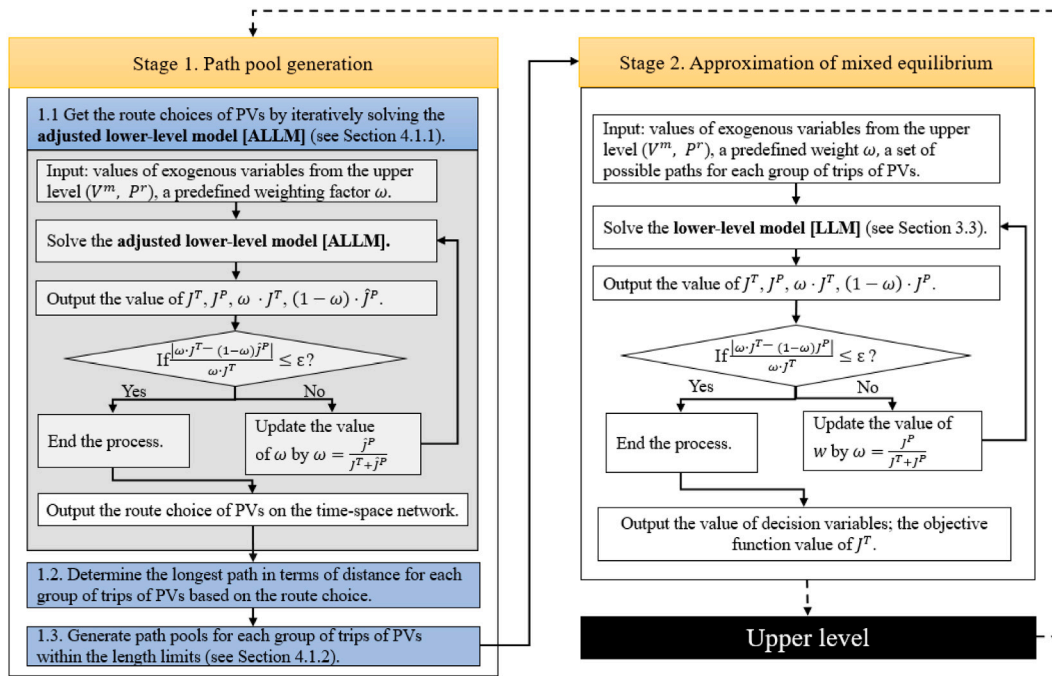 Stage 1. Path pool generation
1.1 Get the route choices of PVs by iteratively solving the
adjusted lower-level model [ALLM] (see Section 4.1.1).
Input: values of exogenous variables from the upper
level (V^m, P^r), a predefined weighting factor ω.
Solve the adjusted lower-level model [ALLM].
Output the value of J^T, J^P, ω · J^T, (1 − ω) · Ĵ^P.
If |ω·J^T− (1−ω)Ĵ^P| / ω·J^T ≤ ε?
Yes
No
End the process.
Update the value
of ω by ω = Ĵ^P / J^T+Ĵ^P
Output the route choice of PVs on the time-space network.
1.2. Determine the longest path in terms of distance for each
group of trips of PVs based on the route choice.
1.3. Generate path pools for each group of trips of PVs
within the length limits (see Section 4.1.2).
Stage 2. Approximation of mixed equilibrium
Input: values of exogenous variables from the upper
level (V^m, P^r), a predefined weight ω, a set of
possible paths for each group of trips of PVs.
Solve the lower-level model [LLM] (see Section 3.3).
Output the value of J^T, J^P, ω · J^T, (1 − ω) · J^P.
If |ω·J^T− (1−ω)J^P| / ω·J^T ≤ ε?
Yes
No
End the process.
Update the value of
w by ω = J^P / J^T+J^P
Output the value of decision variables; the objective
function value of J^T.
Upper level